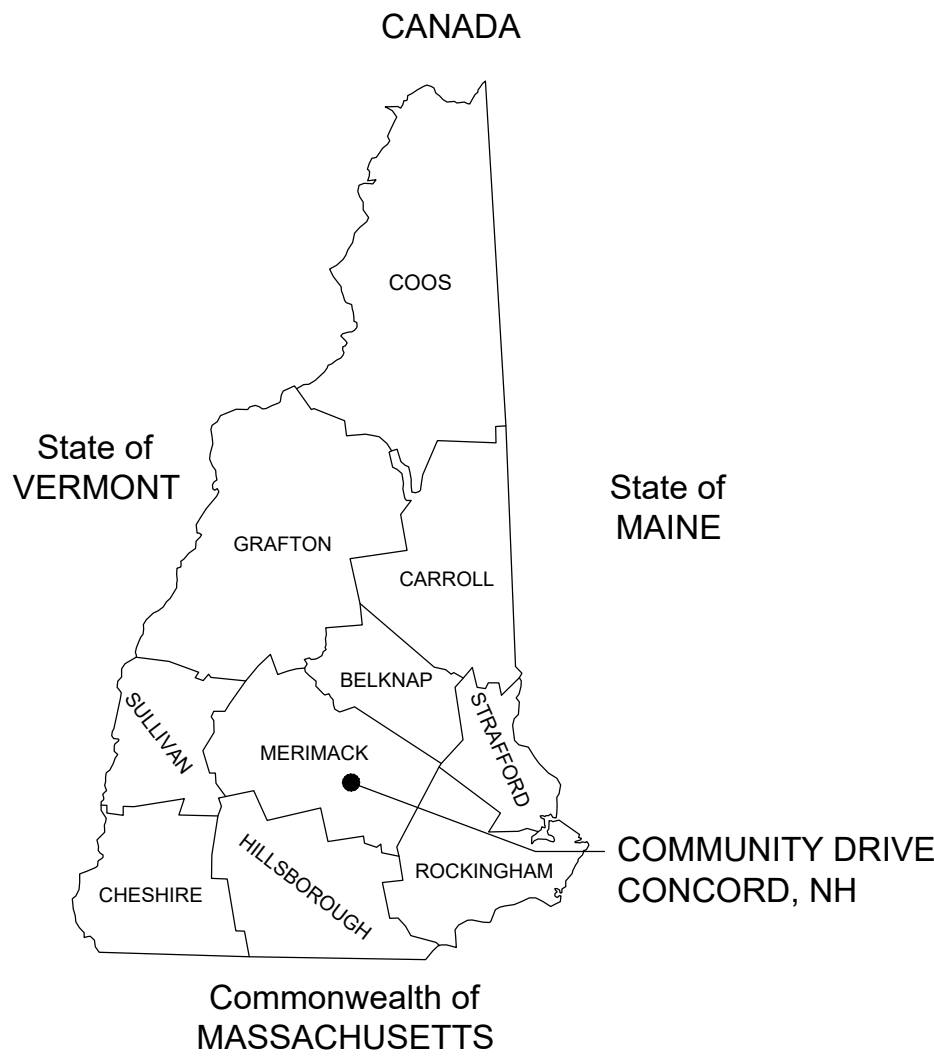 CANADA
COOS
State of
VERMONT
State of
MAINE
GRAFTON
CARROLL
BELKNAP
SULLIVAN
STRAFFORD
MERIMACK
COMMUNITY DRIVE
CONCORD, NH
HILLSBOROUGH
ROCKINGHAM
CHESHIRE
Commonwealth of
MASSACHUSETTS